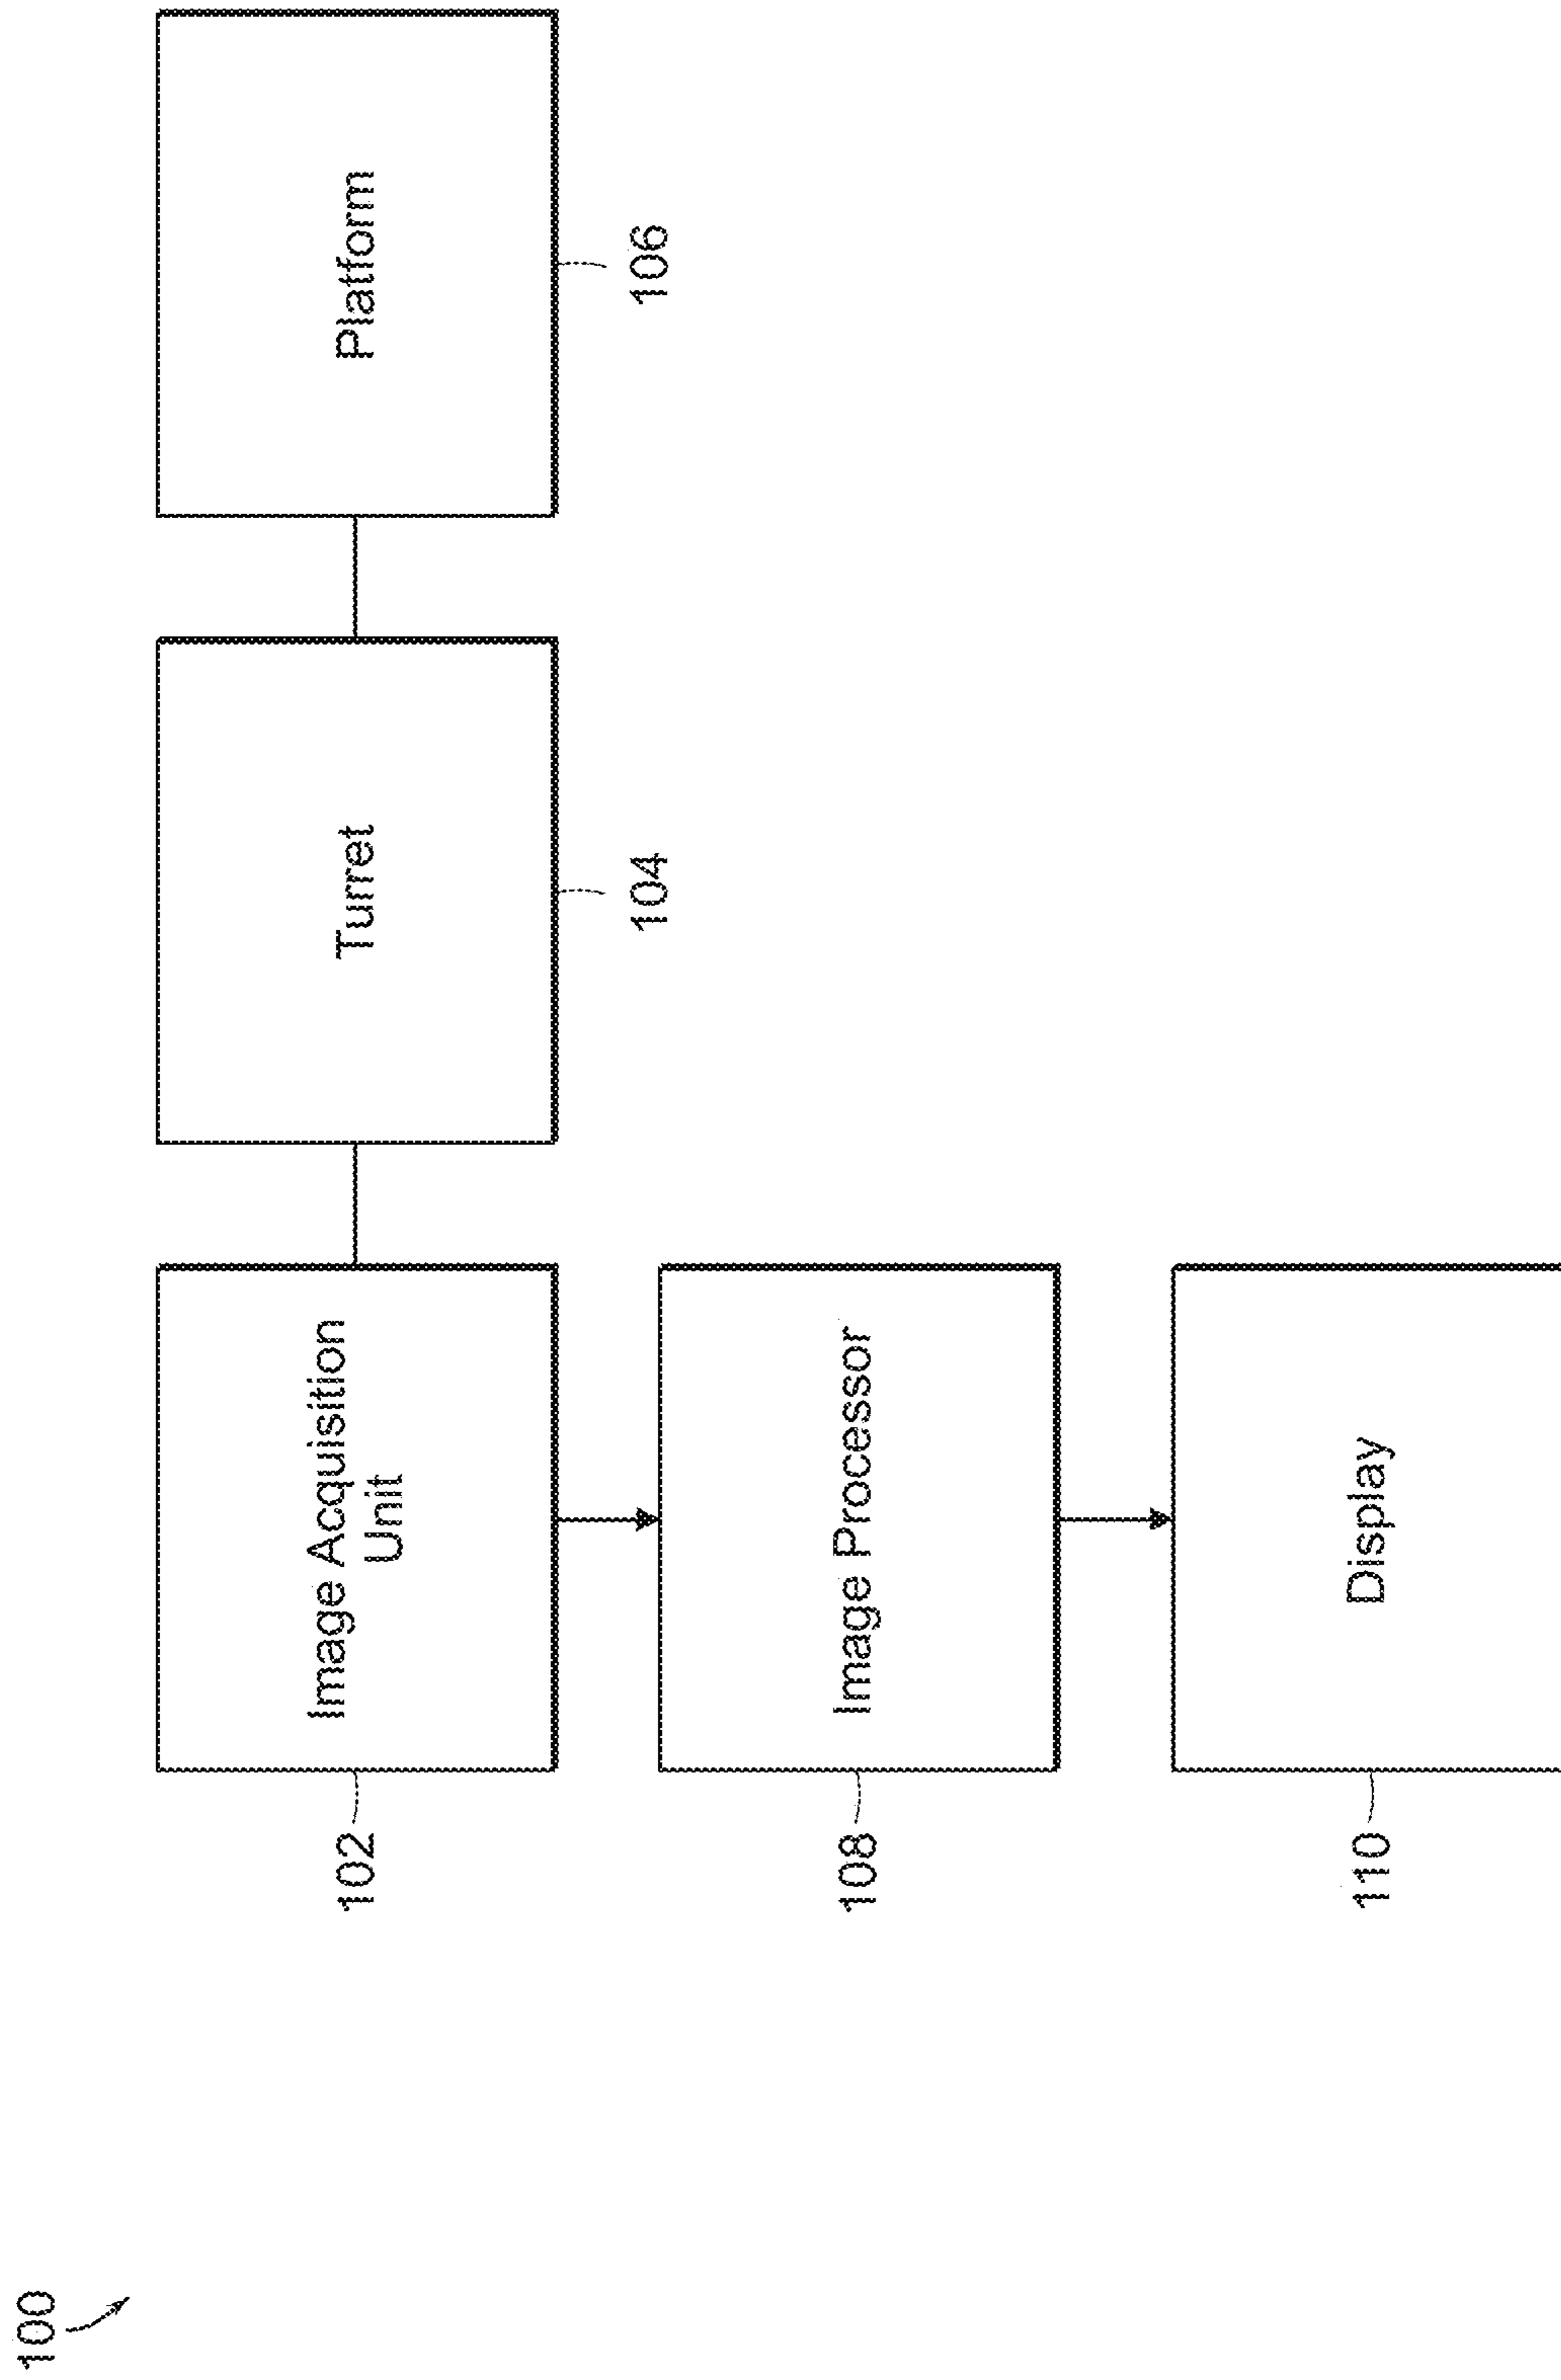 100
102
Image Acquisition
Unit
Turret
104
Platform
106
108
Image Processor
110
Display